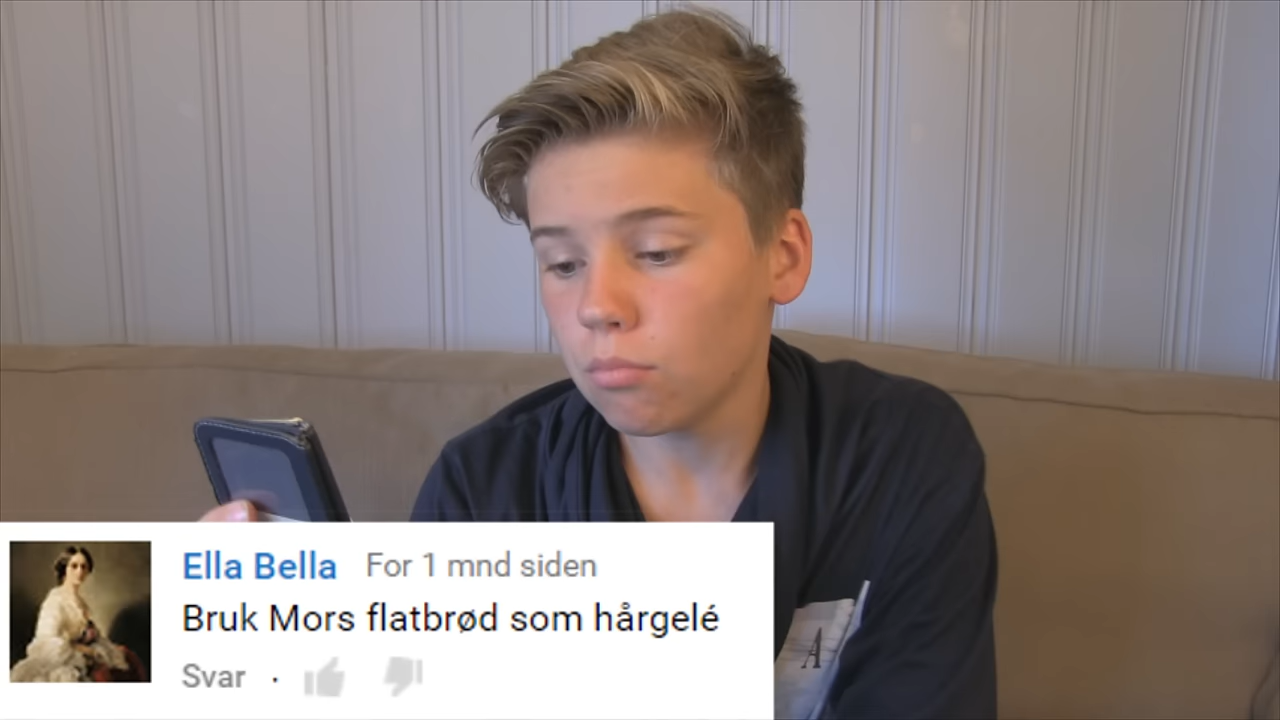 Ella Bella For 1 mnd siden
Bruk Mors flatbrød som hårgelé
Svar ·
A